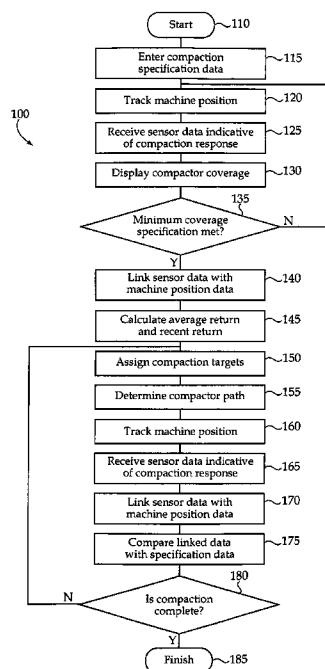 Start
110
Enter compaction
specification data
115
Track machine position
120
100
Receive sensor data indicative
of compaction response
125
Display compactor coverage
130
135
Minimum coverage
specification met?
N
Y
Link sensor data with
machine position data
140
Calculate average return
and recent return
145
Assign compaction targets
150
Determine compactor path
155
Track machine position
160
Receive sensor data indicative
of compaction response
165
Link sensor data with
machine position data
170
Compare linked data
with specification data
175
180
N
Is compaction
complete?
Y
Finish
185